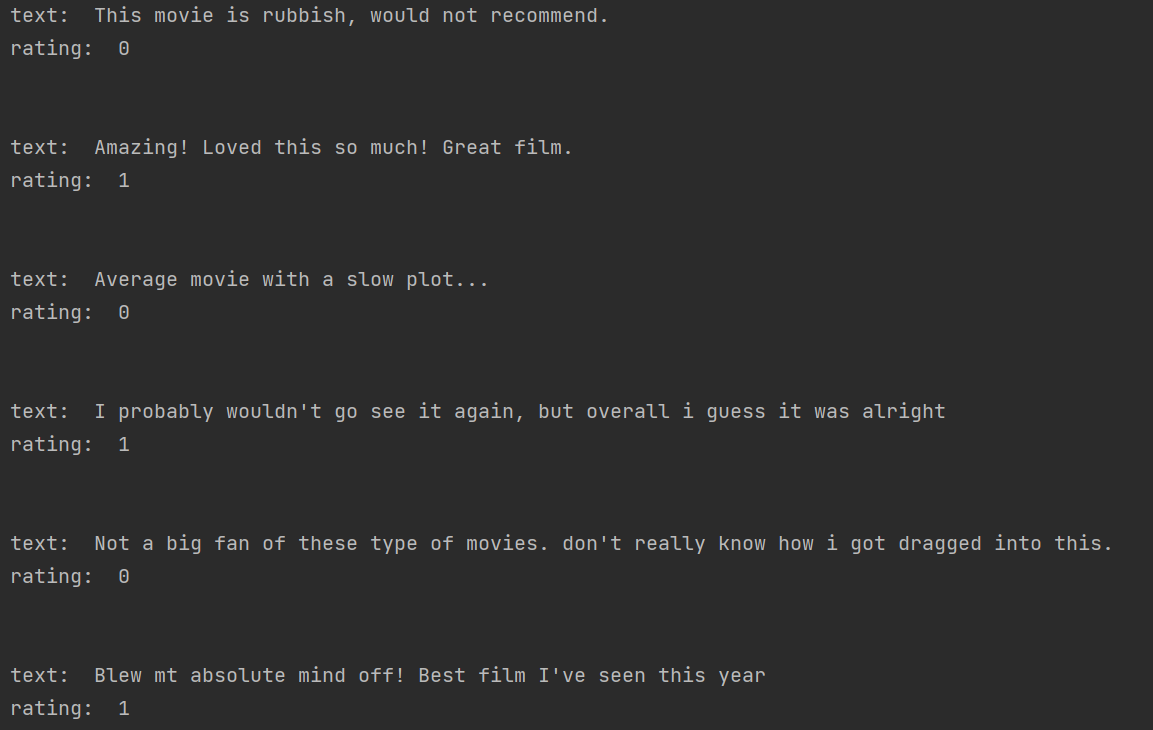 text:  This movie is rubbish, would not recommend.
rating:  0
text:  Amazing! Loved this so much! Great film.
rating:  1
text:  Average movie with a slow plot...
rating:  0
text:  I probably wouldn't go see it again, but overall i guess it was alright
rating:  1
text:  Not a big fan of these type of movies. don't really know how i got dragged into this.
rating:  0
text:  Blew mt absolute mind off! Best film I've seen this year
rating:  1